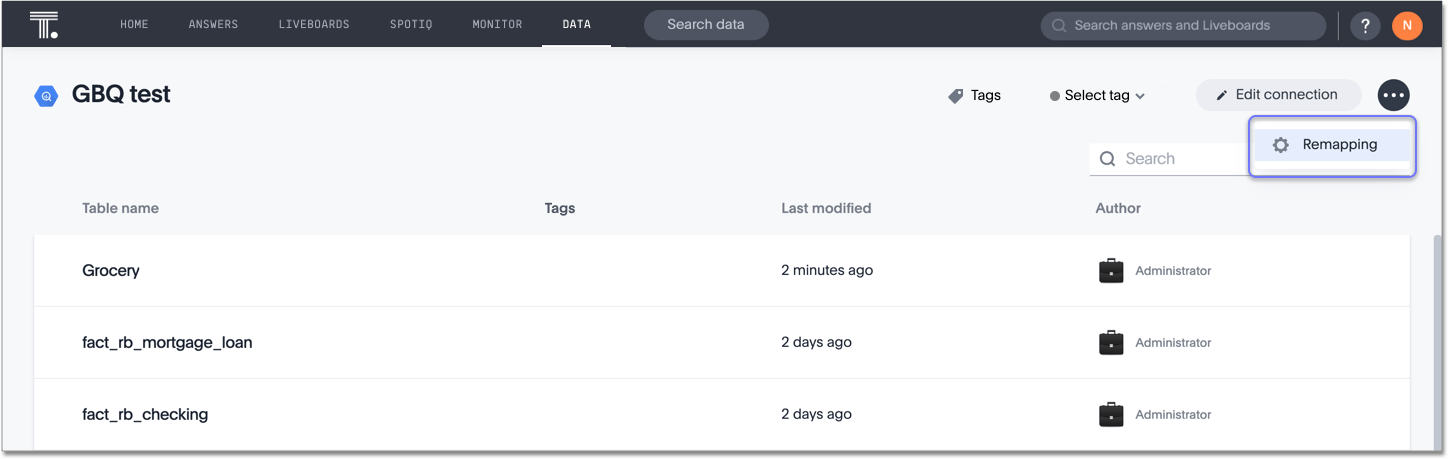 T. HOME ANSWERS LIVEBOARDS SPOTIQ MONITOR DATA Search data Search answers and Liveboards ? N
GBQ test Tags Select tag Edit connection
Remapping
Search
Table name Tags Last modified Author
Grocery 2 minutes ago Administrator
fact_rb_mortgage_loan 2 days ago Administrator
fact_rb_checking 2 days ago Administrator